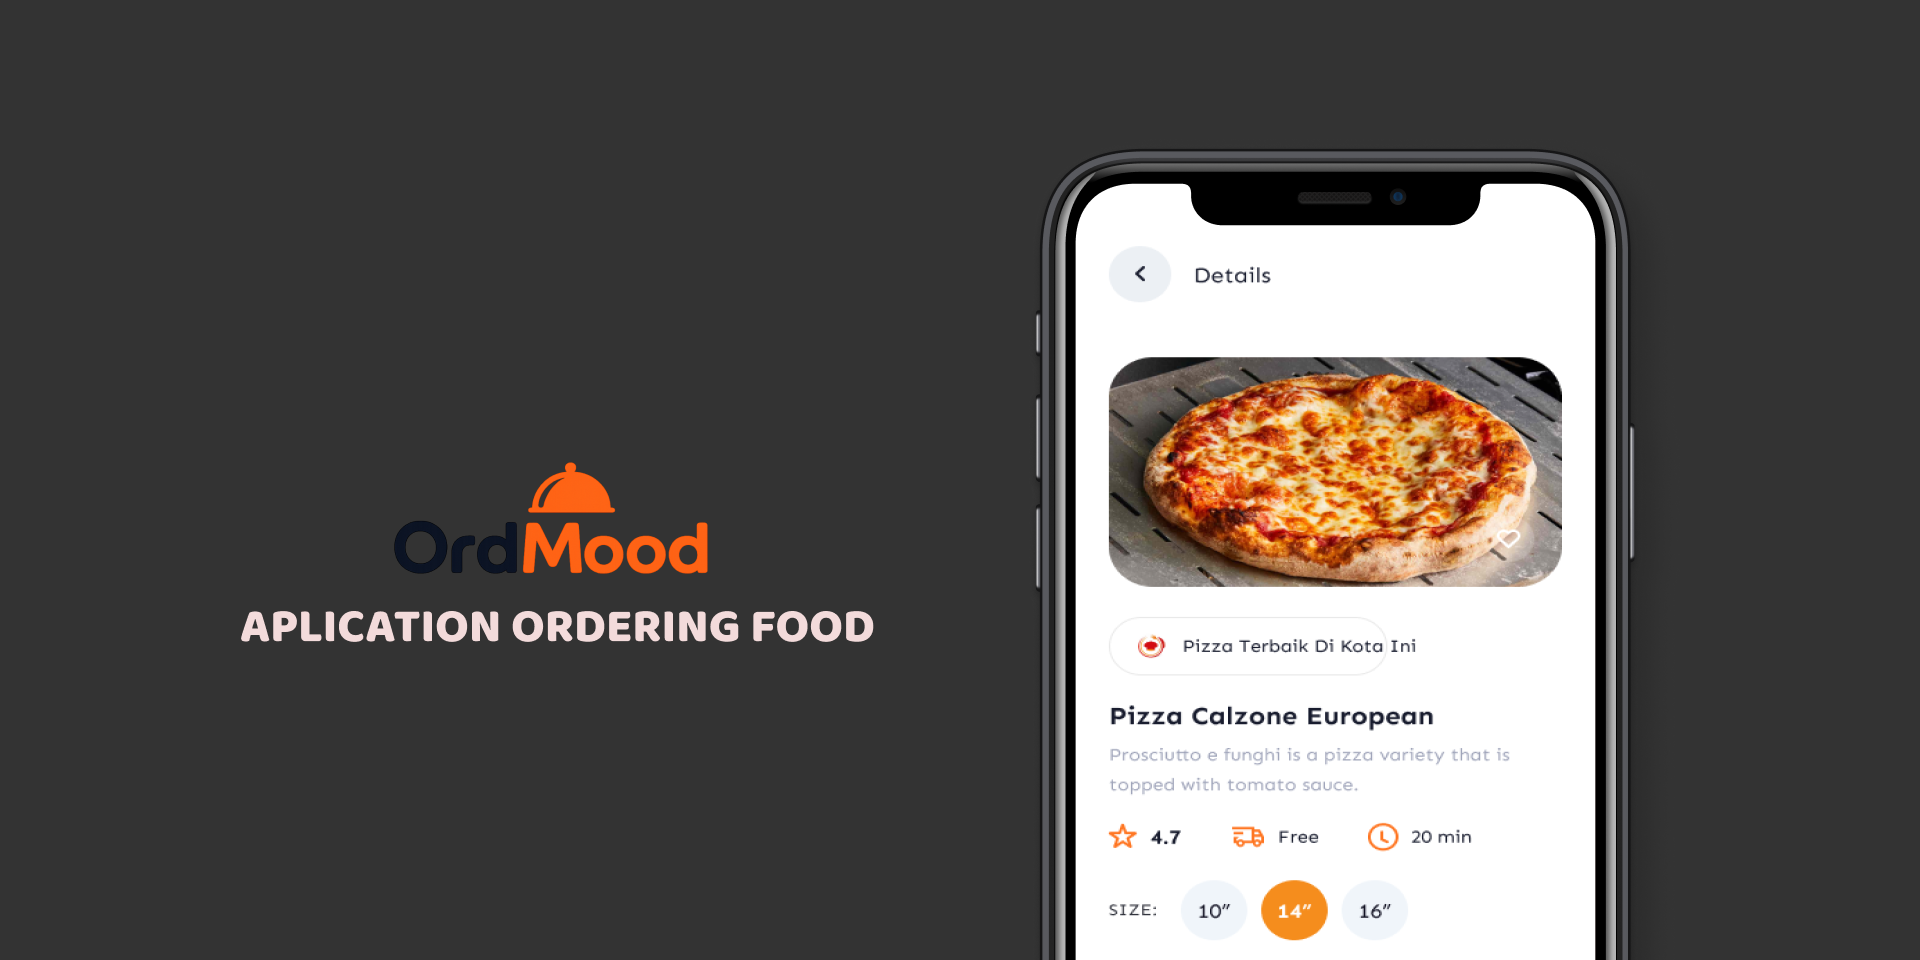 OrdMood
APLICATION ORDERING FOOD
Details
Pizza Terbaik Di Kota Ini
Pizza Calzone European
Prosciutto e funghi is a pizza variety that is
topped with tomato sauce.
4.7 Free 20 min
SIZE: 10” 14” 16”